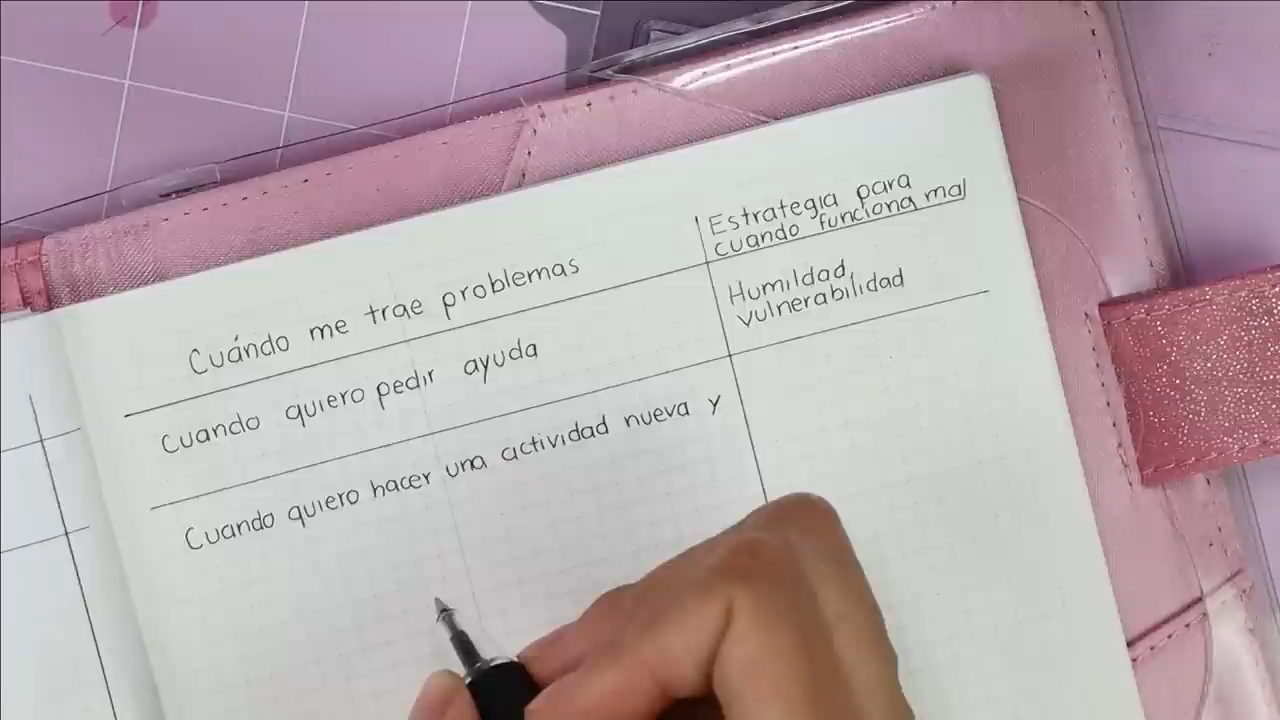 Cuándo me trae problemas
Estrategia para
cuando funciona mal
Cuando quiero pedir ayuda
Humildad,
vulnerabilidad
Cuando quiero hacer una actividad nueva y